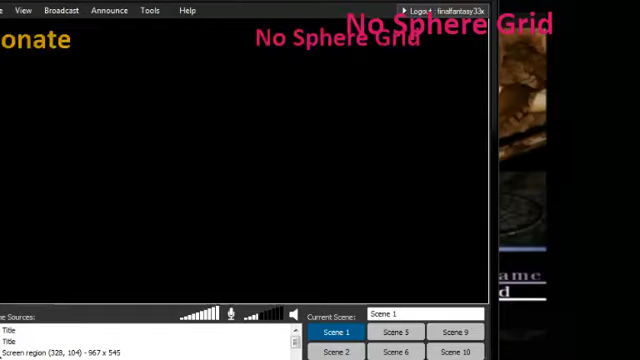 View Broadcast Announce Tools Help Logout : finalfantasy33x
No Sphere Grid
onate No Sphere Grid
ame
d
Current Scene: Scene 1
Sources:
Title
Title
Screen region (328, 104) - 967 x 545
Scene 1 Scene 5 Scene 9
Scene 2 Scene 6 Scene 10